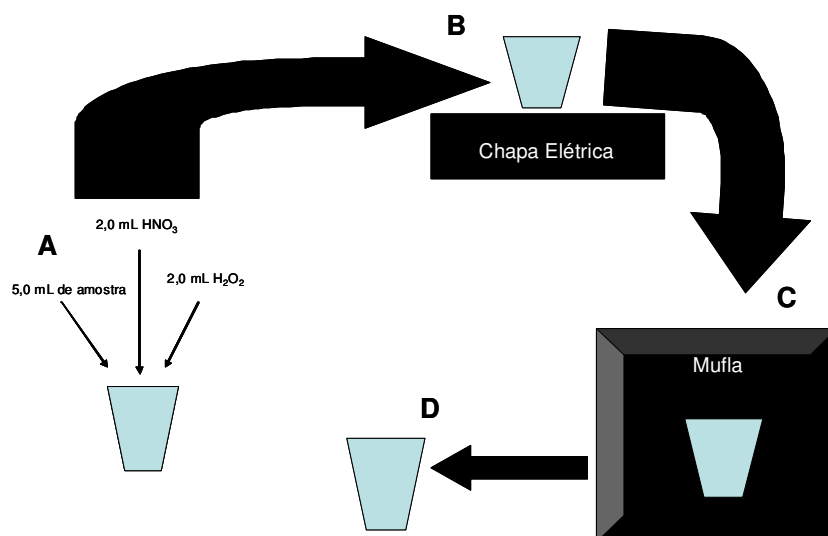 B
Chapa Elétrica
2,0 mL HNO₃
A
5,0 mL de amostra
2,0 mL H₂O₂
C
Mufla
D